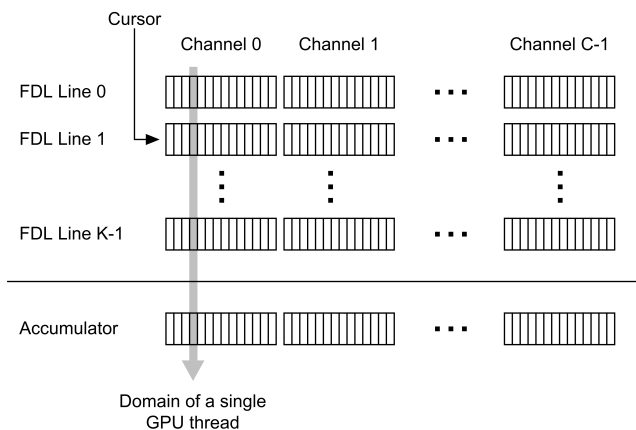 Cursor
Channel 0 Channel 1 Channel C-1
FDL Line 0
FDL Line 1
FDL Line K-1
Accumulator
Domain of a single
GPU thread